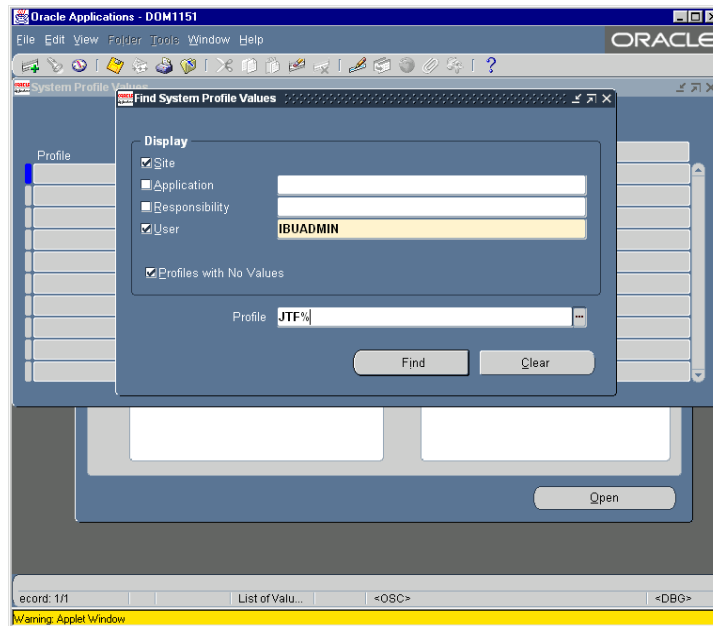 Oracle Applications - DOM1151
File Edit View Folder Tools Window Help
ORACLE
System Profile Values
Find System Profile Values
Display
Profile
Site
Application
Responsibility
User IBUADMIN
Profiles with No Values
Profile JTF%
Find Clear
Open
ecord: 1/1 List of Valu... <OSC> <DBG>
Warning: Applet Window